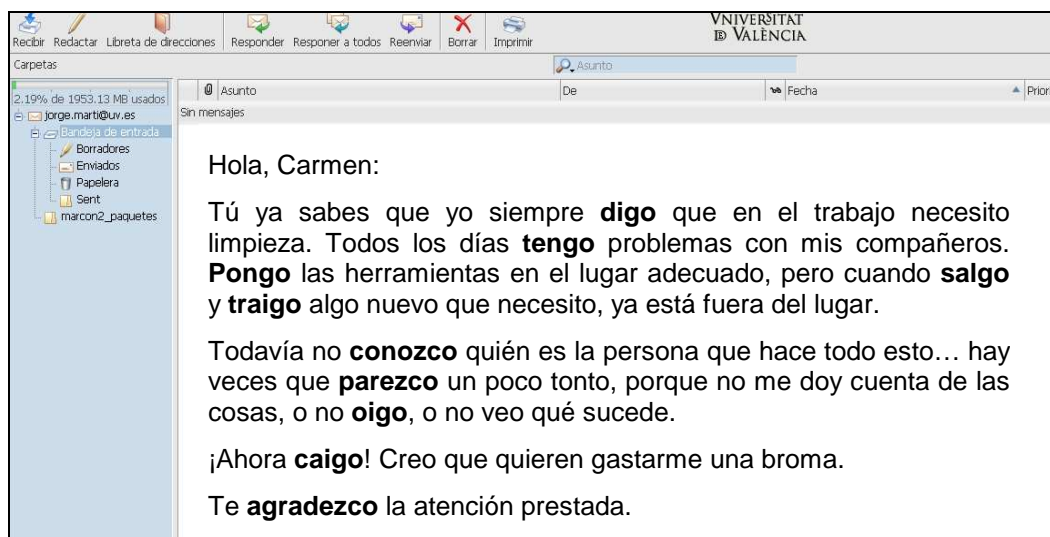 VNIVERSITAT
ID VALÈNCIA
Recibir Redactar Libreta de direcciones Responder Responer a todos Reenviar Borrar Imprimir
Carpetas Asunto
2.19% de 1953.13 MB usados Asunto De Fecha Prior
jorge.marti@uv.es Sin mensajes
Bandeja de entrada
Borradores
Enviados
Papelera
Sent
marcon2_paquetes
Hola, Carmen:
Tú ya sabes que yo siempre digo que en el trabajo necesito
limpieza. Todos los días tengo problemas con mis compañeros.
Pongo las herramientas en el lugar adecuado, pero cuando salgo
y traigo algo nuevo que necesito, ya está fuera del lugar.
Todavía no conozco quién es la persona que hace todo esto… hay
veces que parezco un poco tonto, porque no me doy cuenta de las
cosas, o no oigo, o no veo qué sucede.
¡Ahora caigo! Creo que quieren gastarme una broma.
Te agradezco la atención prestada.